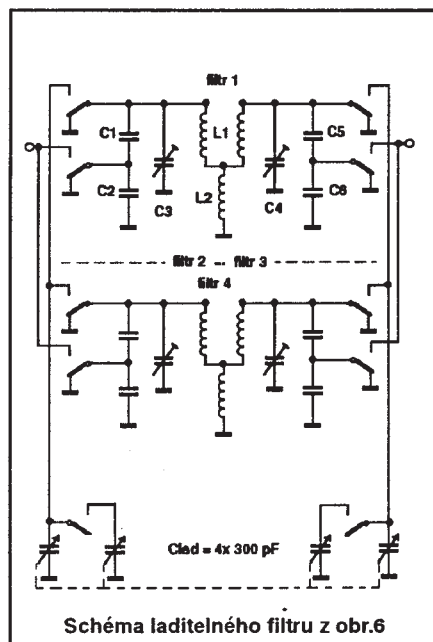 filtr 1
C1
L1
C5
C2
C3
L2
C4
C6
filtr 2 -- filtr 3
filtr 4
Clad = 4x 300 pF
Schéma laditelného filtru z obr.6